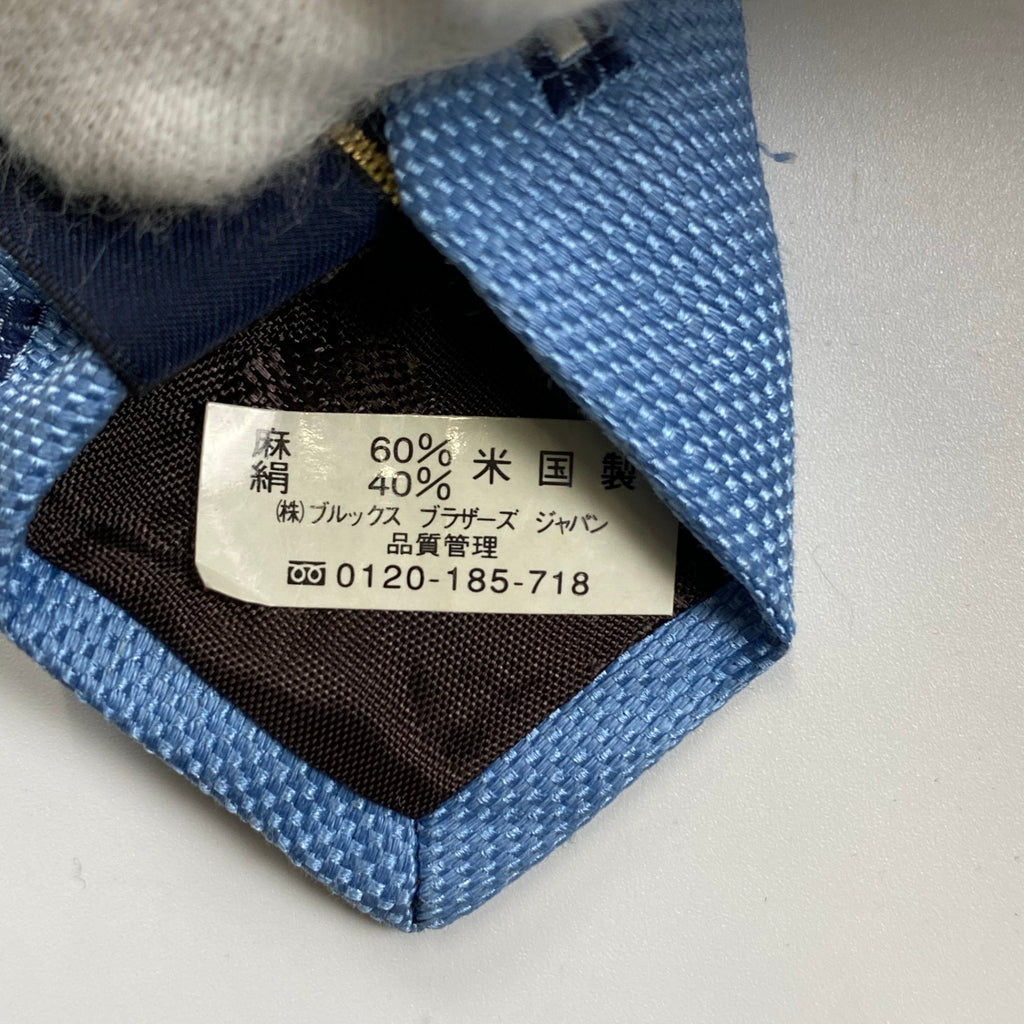 麻 60% 米国製
絹 40%
(株)ブルックス ブラザーズ ジャパン
品質管理
0120-185-718